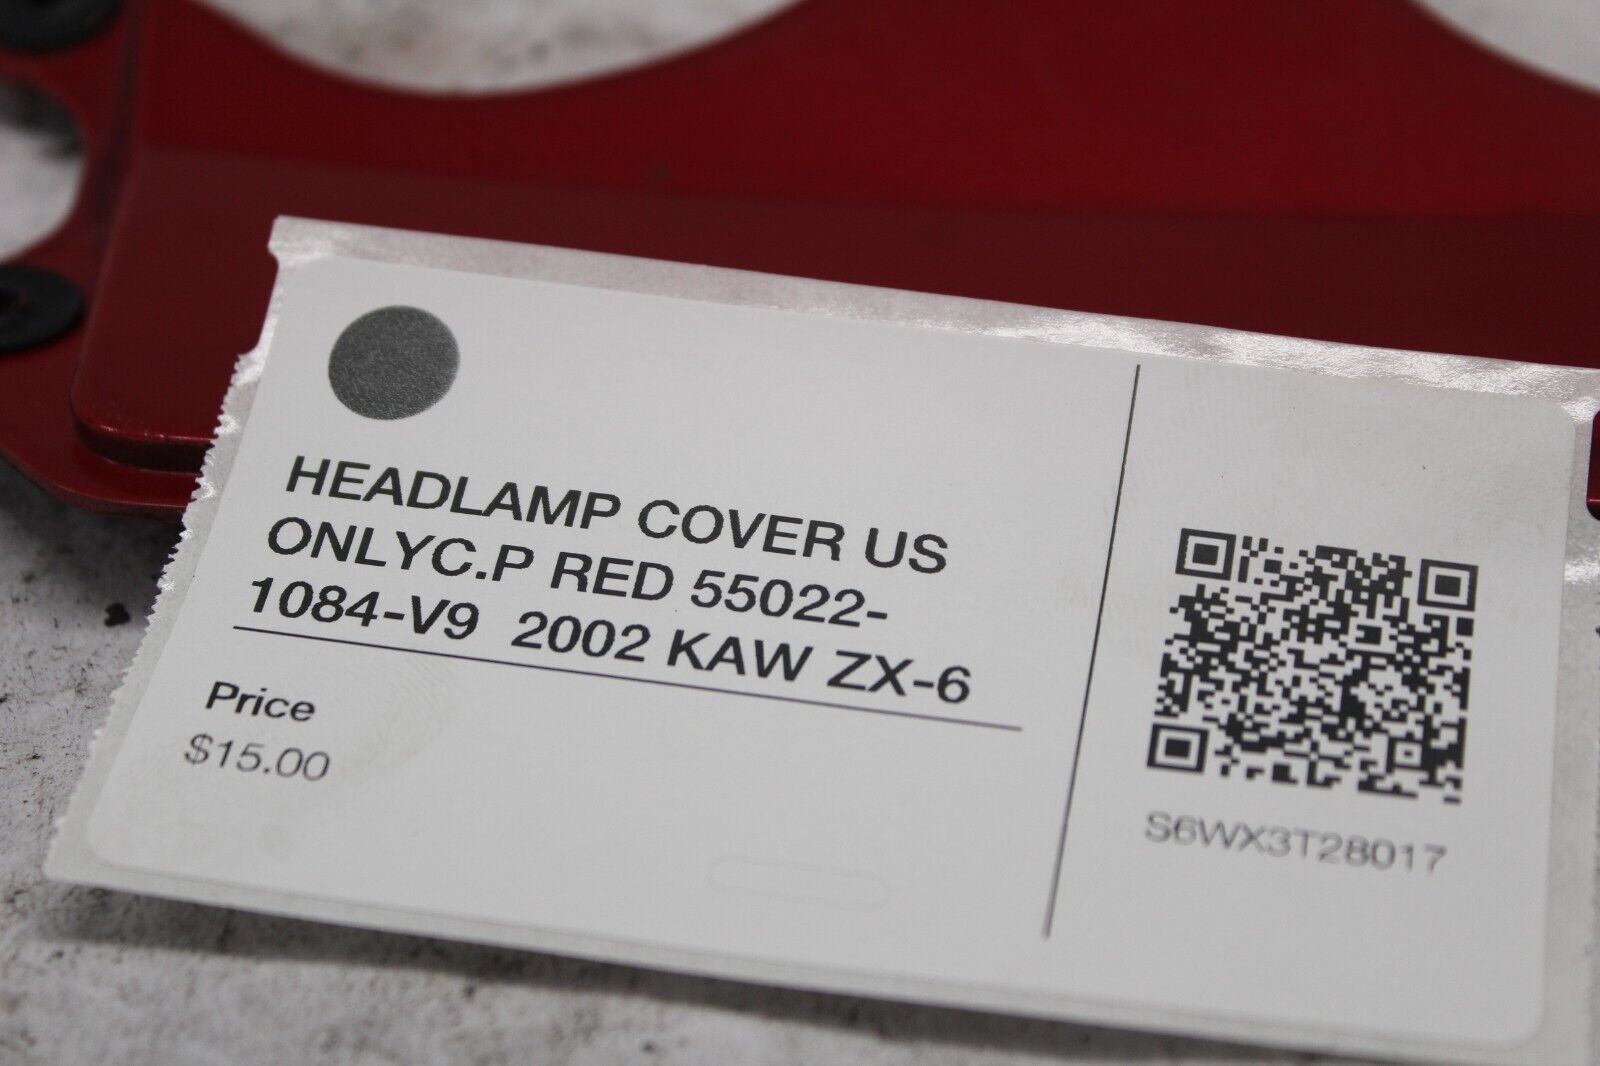 HEADLAMP COVER US
ONLYC.P RED 55022-
1084-V9 2002 KAW ZX-6
Price
$15.00
S6WX3T28017